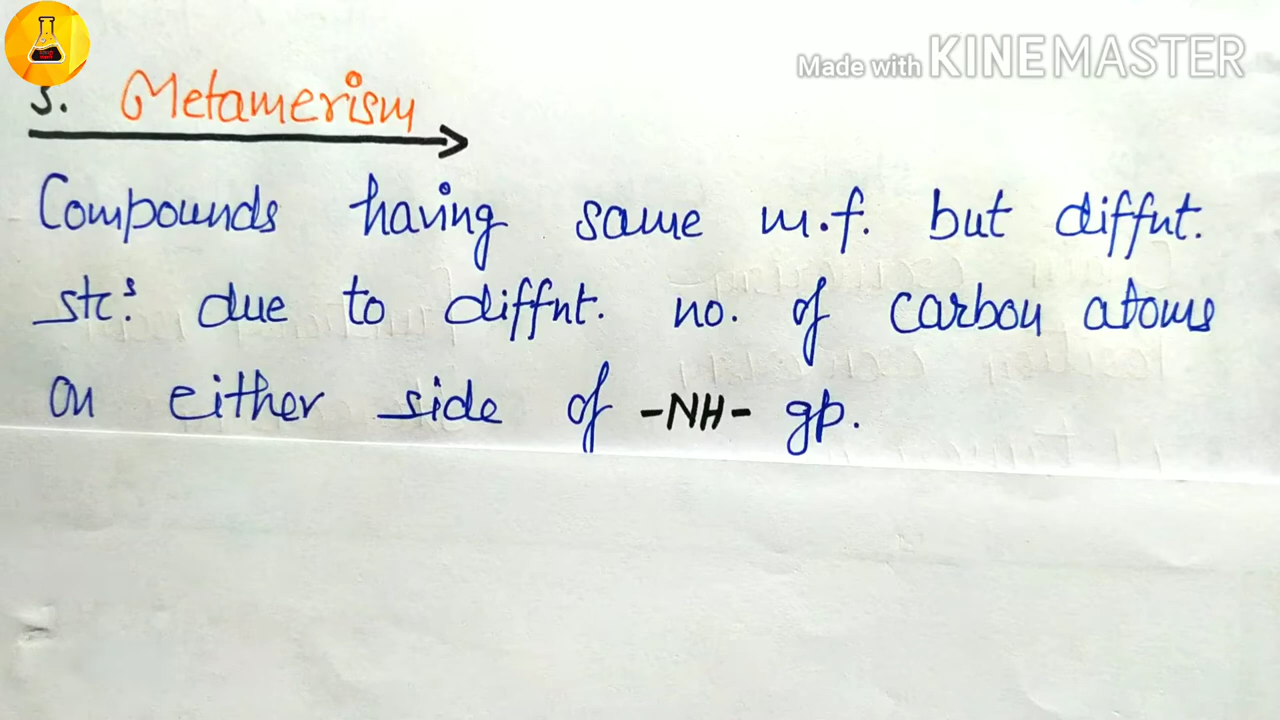 Made with KINEMASTER
3. Metamerism
Compounds having same m.f. but diffnt.
stc.s due to diffnt. no. of carbon atoms
on either side of -NH- gp.